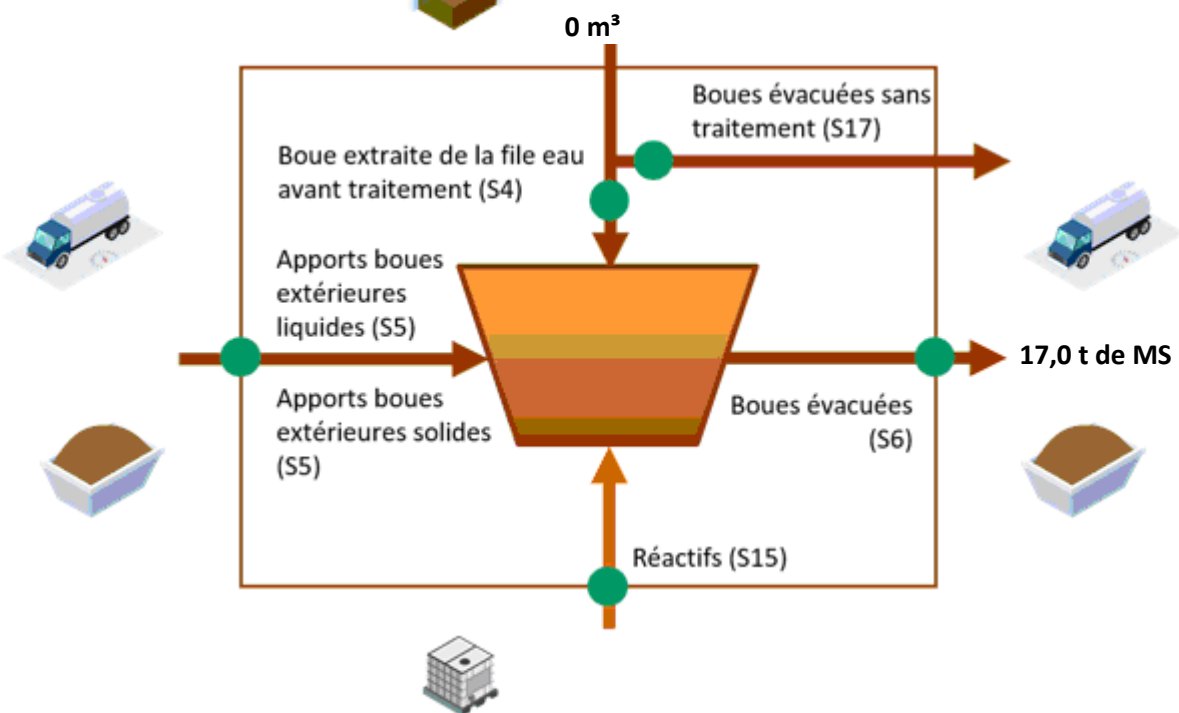 0 m³
Boues évacuées sans
traitement (S17)
Boue extraite de la file eau
avant traitement (S4)
Apports boues
extérieures
liquides (S5)
17,0 t de MS
Apports boues
extérieures solides
(S5)
Boues évacuées
(S6)
Réactifs (S15)